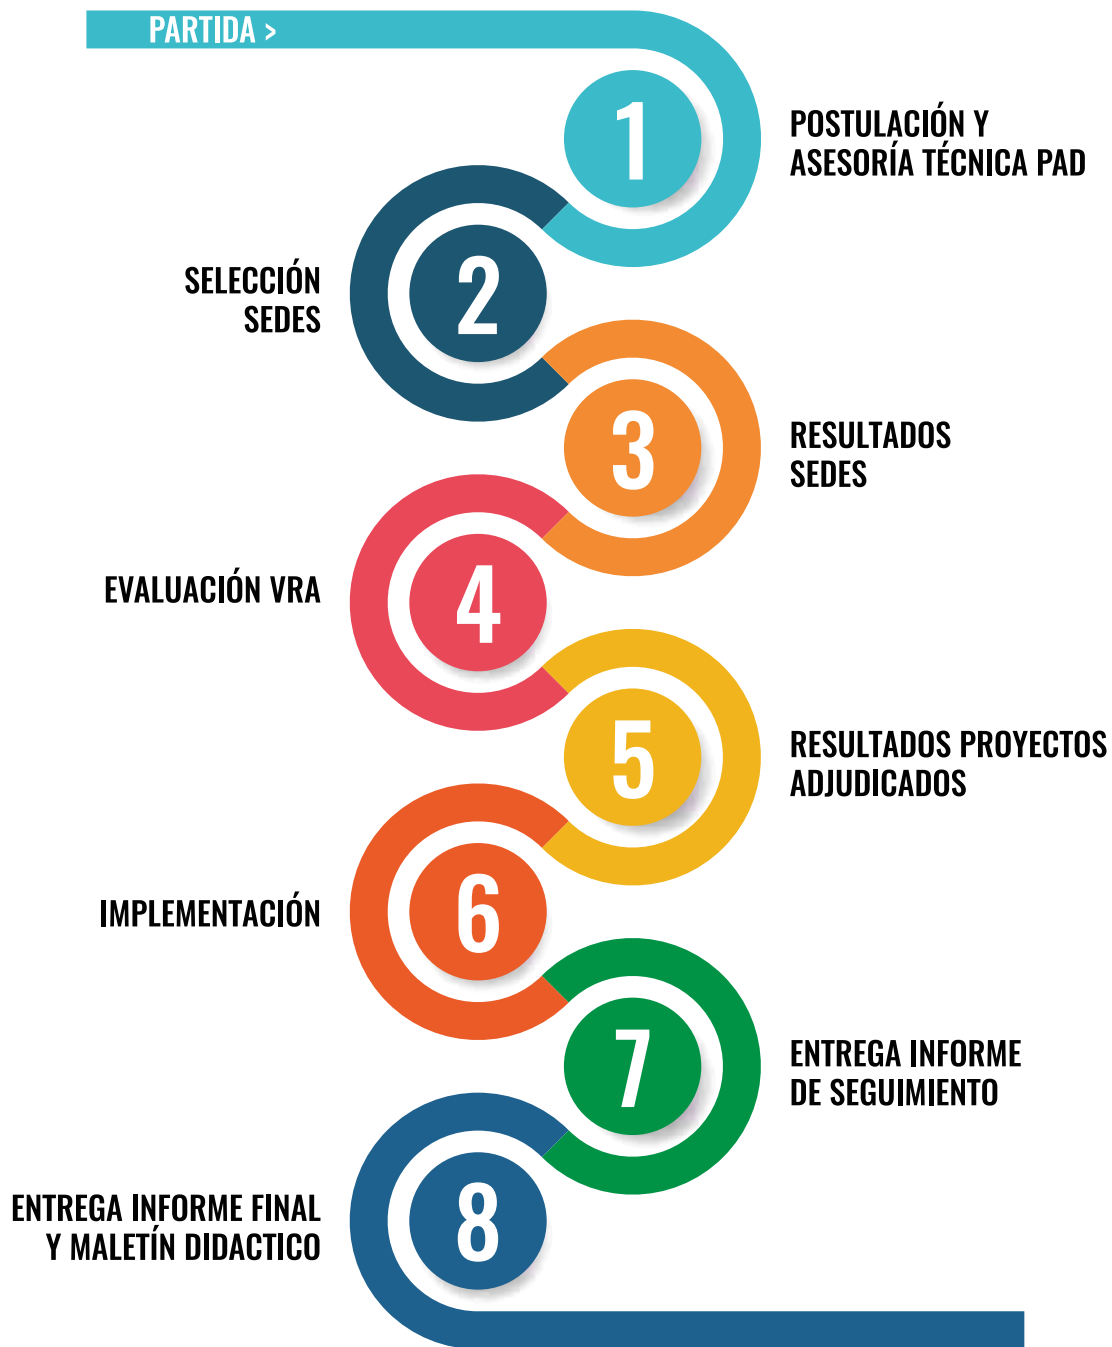 PARTIDA >
1
POSTULACIÓN Y
ASESORÍA TÉCNICA PAD
2
SELECCIÓN
SEDES
3
RESULTADOS
SEDES
4
EVALUACIÓN VRA
5
RESULTADOS PROYECTOS
ADJUDICADOS
6
IMPLEMENTACIÓN
7
ENTREGA INFORME
DE SEGUIMIENTO
8
ENTREGA INFORME FINAL
Y MALETÍN DIDACTICO